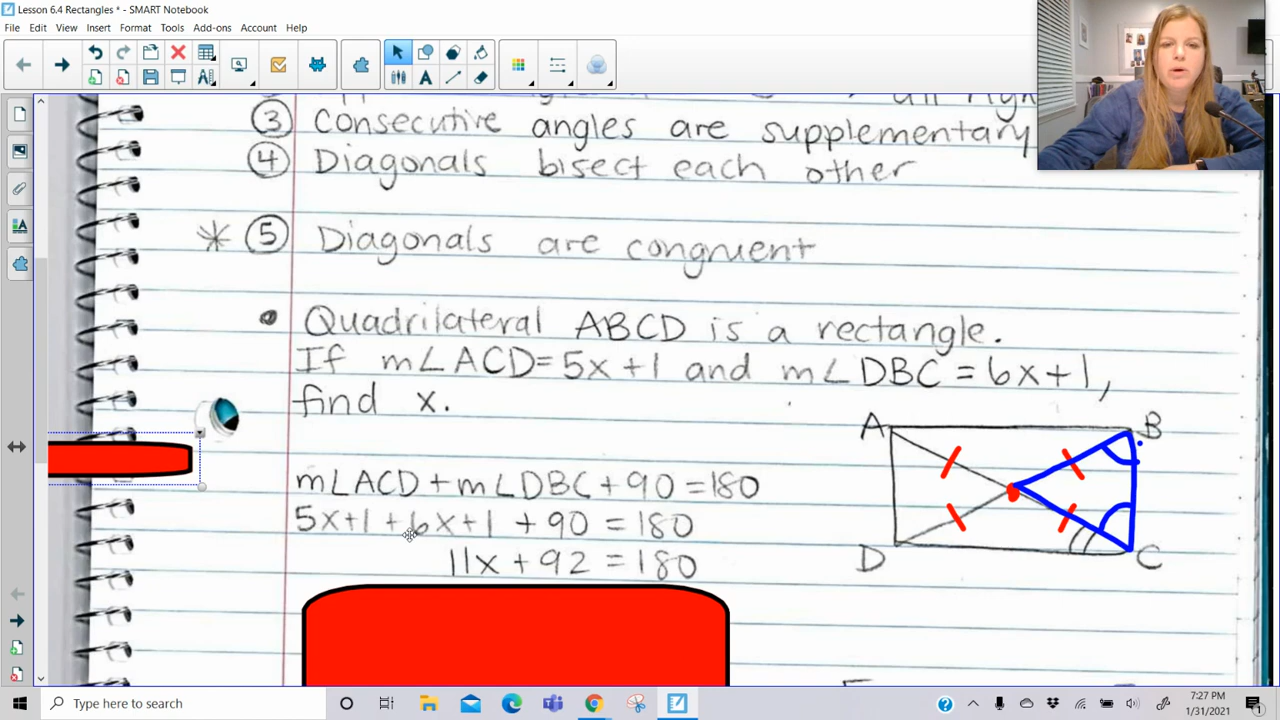 Lesson 6.4 Rectangles * - SMART Notebook
File Edit View Insert Format Tools Add-ons Account Help
③ Consecutive angles are supplementary
④ Diagonals bisect each other
* ⑤ Diagonals are congruent
• Quadrilateral ABCD is a rectangle.
If m∠ACD=5x+1 and m∠DBC=6x+1,
find x.
A B
D C
m∠ACD+m∠DBC+90=180
5x+1+6x+1+90=180
11x+92=180
Type here to search
7:27 PM
1/31/2021